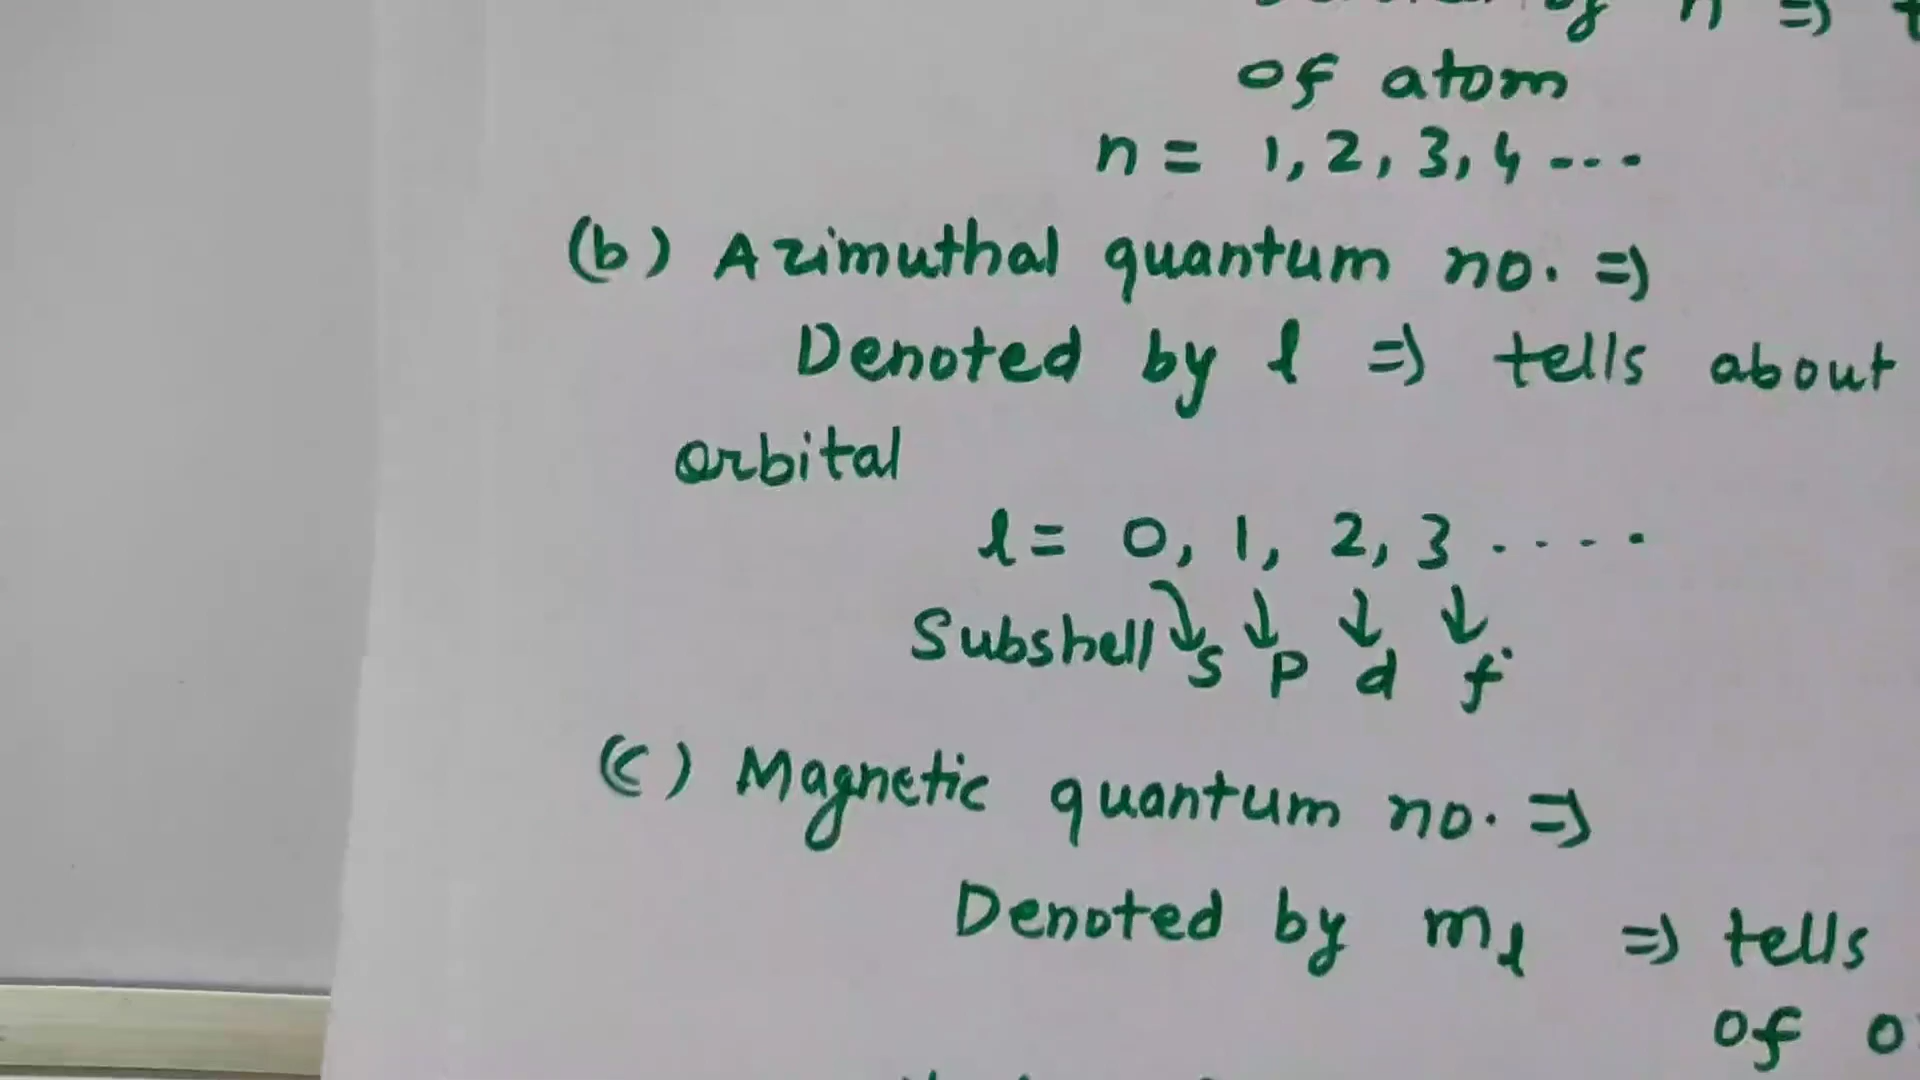 by n =>
of atom
n = 1, 2, 3, 4 ---
(b) Azimuthal quantum no. =>
Denoted by l => tells about
orbital
l = 0, 1, 2, 3 .....
Subshell ↘s ↓p ↓d ↓f
(c) Magnetic quantum no. =>
Denoted by ml => tells
of